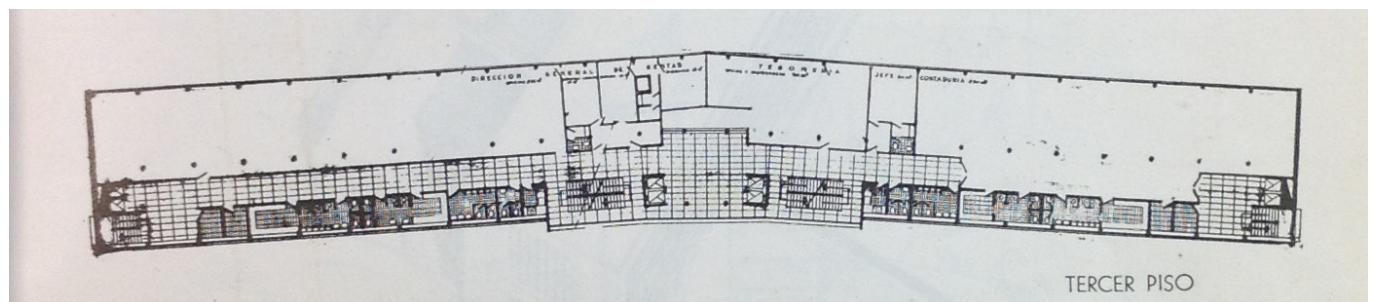 DIRECCION GENERAL DE RENTAS
TESORERIA
JEFE
CONTADURIA
TERCER PISO